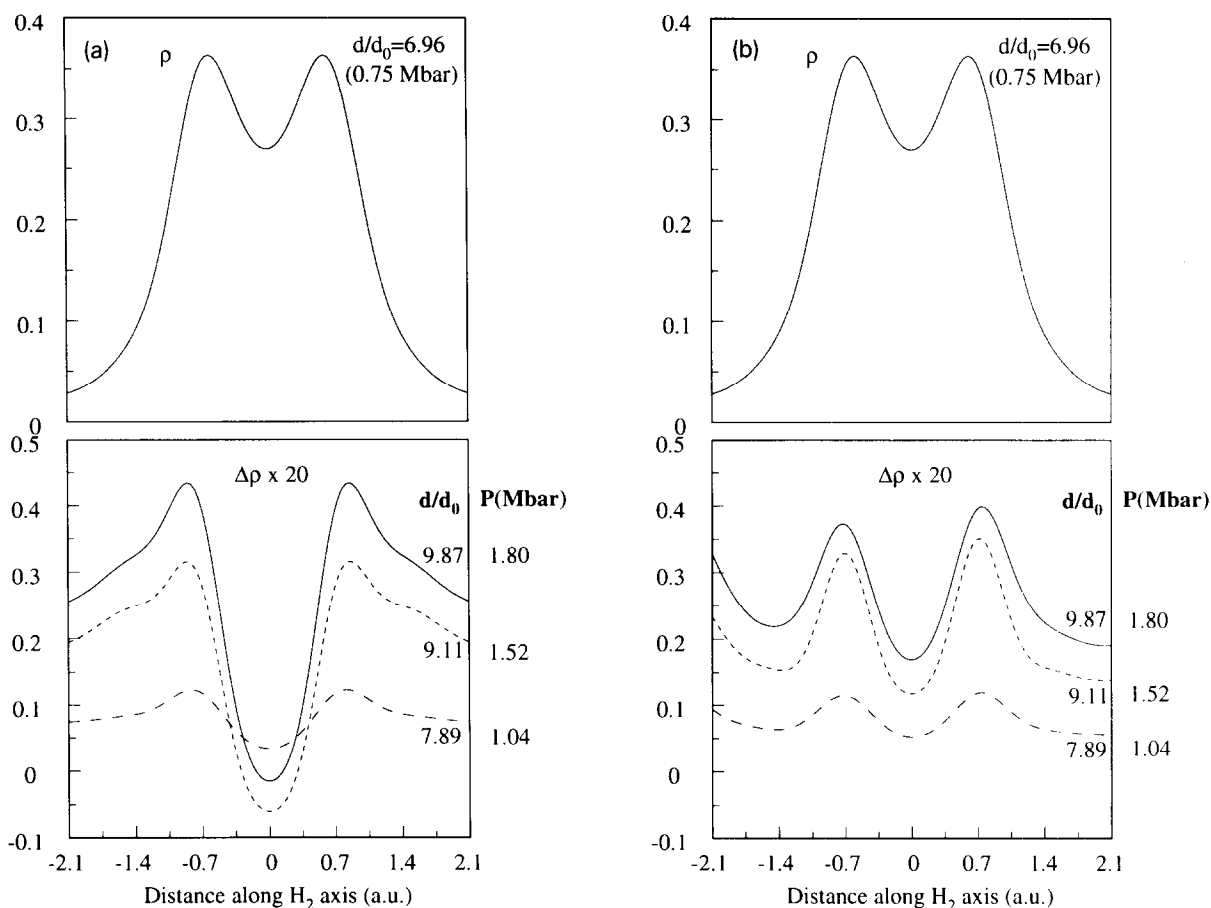 (a)
ρ
d/d₀=6.96
(0.75 Mbar)
0.4
0.3
0.2
0.1
0
Δρ x 20
d/d₀ P(Mbar)
9.87 1.80
9.11 1.52
7.89 1.04
0.5
0.4
0.3
0.2
0.1
0
-0.1
-2.1 -1.4 -0.7 0 0.7 1.4 2.1
Distance along H₂ axis (a.u.)
(b)
ρ
d/d₀=6.96
(0.75 Mbar)
0.4
0.3
0.2
0.1
0
Δρ x 20
d/d₀ P(Mbar)
9.87 1.80
9.11 1.52
7.89 1.04
0.5
0.4
0.3
0.2
0.1
0
-0.1
-2.1 -1.4 -0.7 0 0.7 1.4 2.1
Distance along H₂ axis (a.u.)